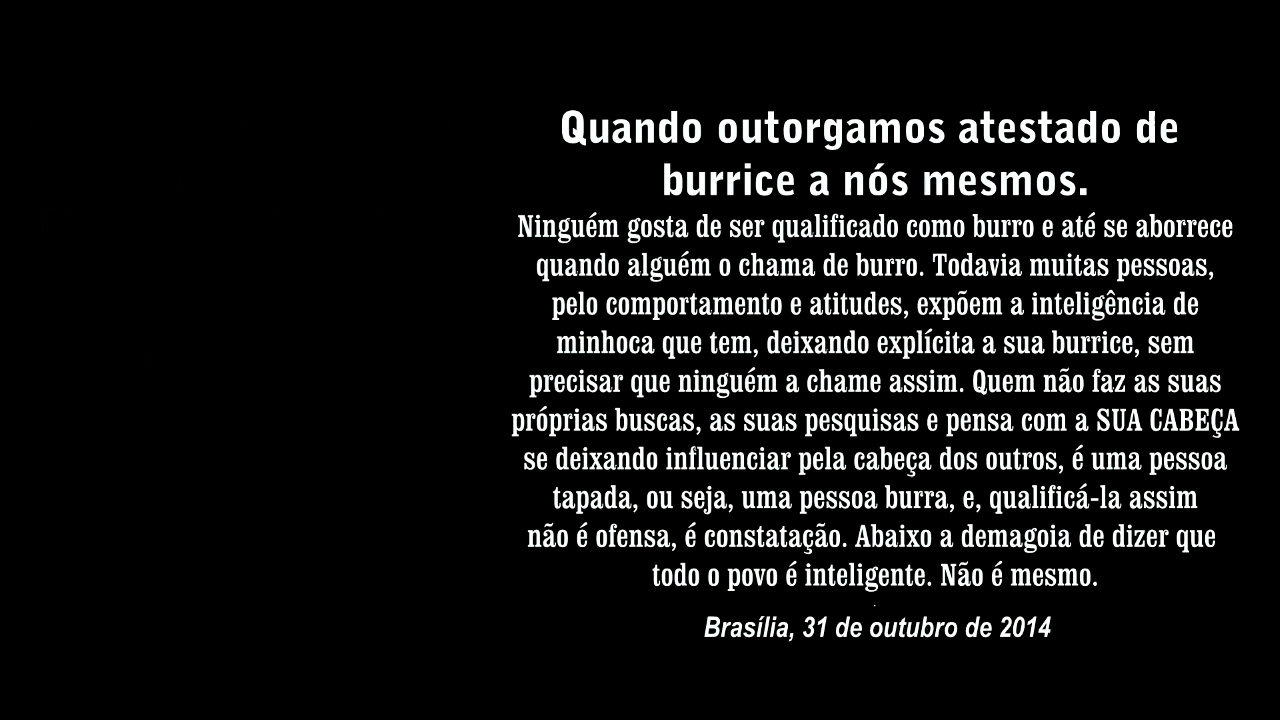 Quando outorgamos atestado de
burrice a nós mesmos.
Ninguém gosta de ser qualificado como burro e até se aborrece
quando alguém o chama de burro. Todavia muitas pessoas,
pelo comportamento e atitudes, expõem a inteligência de
minhoca que tem, deixando explícita a sua burrice, sem
precisar que ninguém a chame assim. Quem não faz as suas
próprias buscas, as suas pesquisas e pensa com a SUA CABEÇA
se deixando influenciar pela cabeça dos outros, é uma pessoa
tapada, ou seja, uma pessoa burra, e, qualificá-la assim
não é ofensa, é constatação. Abaixo a demagoia de dizer que
todo o povo é inteligente. Não é mesmo.
.
Brasília, 31 de outubro de 2014